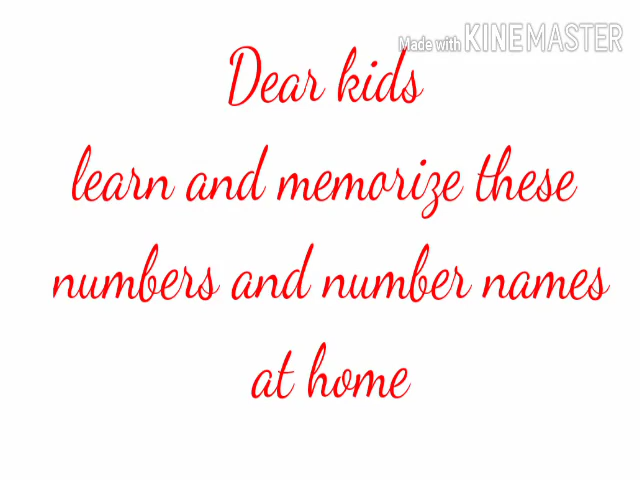 Made with KINEMASTER
Dear kids
learn and memorize these
numbers and number names
at home